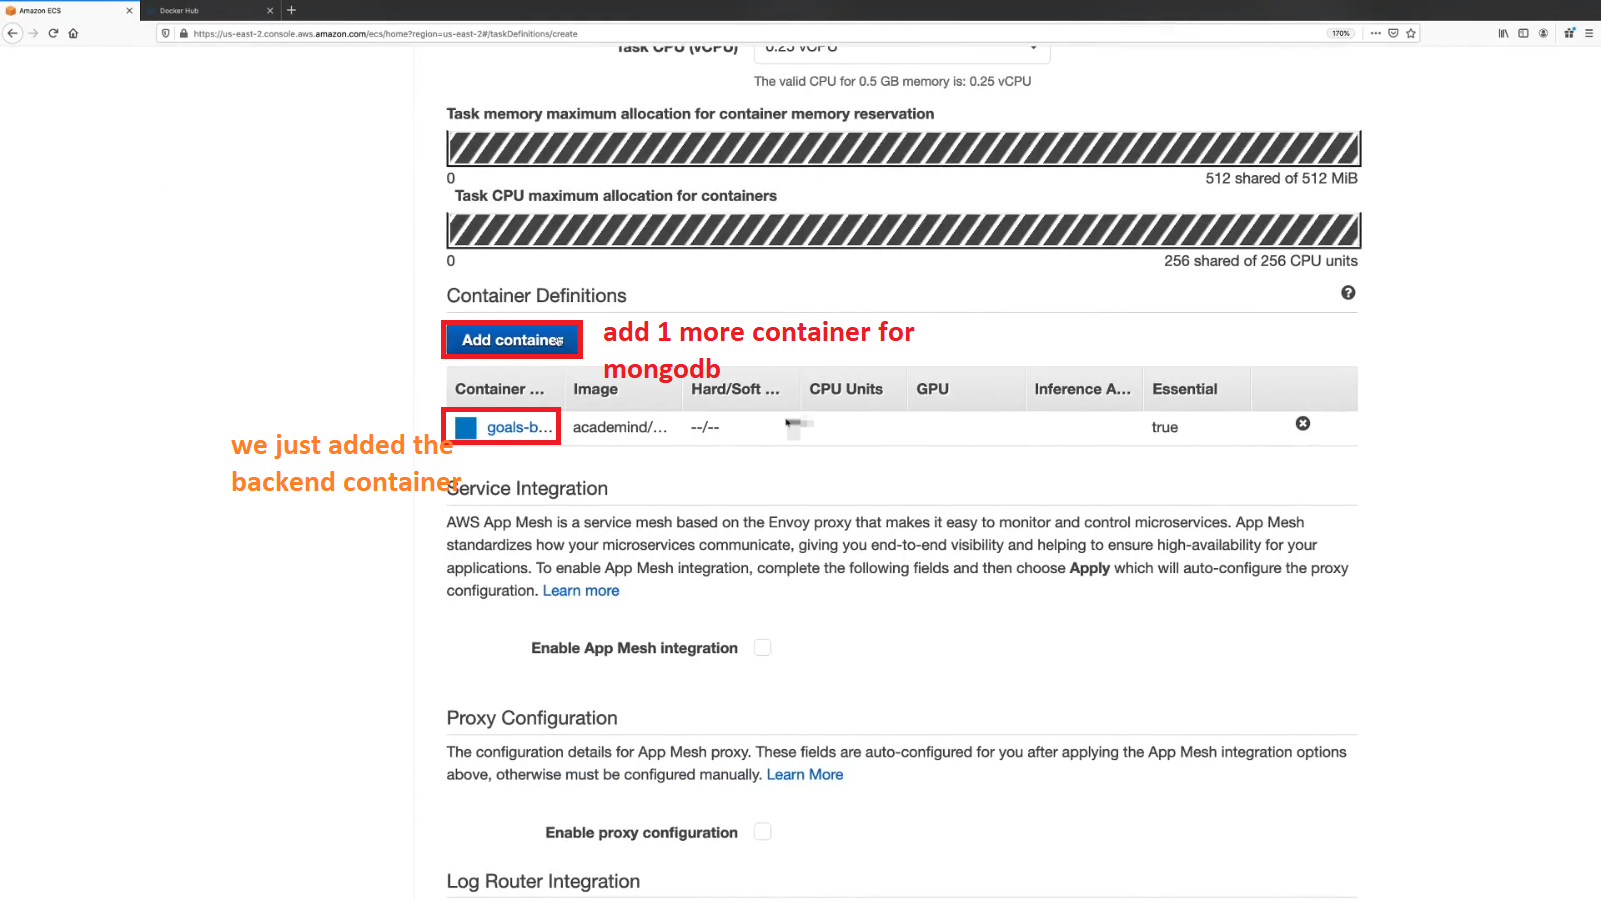 Amazon ECS
Docker Hub
https://us-east-2.console.aws.amazon.com/ecs/home?region=us-east-2#/taskDefinitions/create
170%
Task CPU (vCPU)
0.25 vCPU
The valid CPU for 0.5 GB memory is: 0.25 vCPU
Task memory maximum allocation for container memory reservation
0
512 shared of 512 MiB
Task CPU maximum allocation for containers
0
256 shared of 256 CPU units
Container Definitions
Add container
add 1 more container for
mongodb
Container ... Image Hard/Soft ... CPU Units GPU Inference A... Essential
goals-b... academind/... --/-- true
we just added the
backend container
Service Integration
AWS App Mesh is a service mesh based on the Envoy proxy that makes it easy to monitor and control microservices. App Mesh
standardizes how your microservices communicate, giving you end-to-end visibility and helping to ensure high-availability for your
applications. To enable App Mesh integration, complete the following fields and then choose Apply which will auto-configure the proxy
configuration. Learn more
Enable App Mesh integration
Proxy Configuration
The configuration details for App Mesh proxy. These fields are auto-configured for you after applying the App Mesh integration options
above, otherwise must be configured manually. Learn More
Enable proxy configuration
Log Router Integration